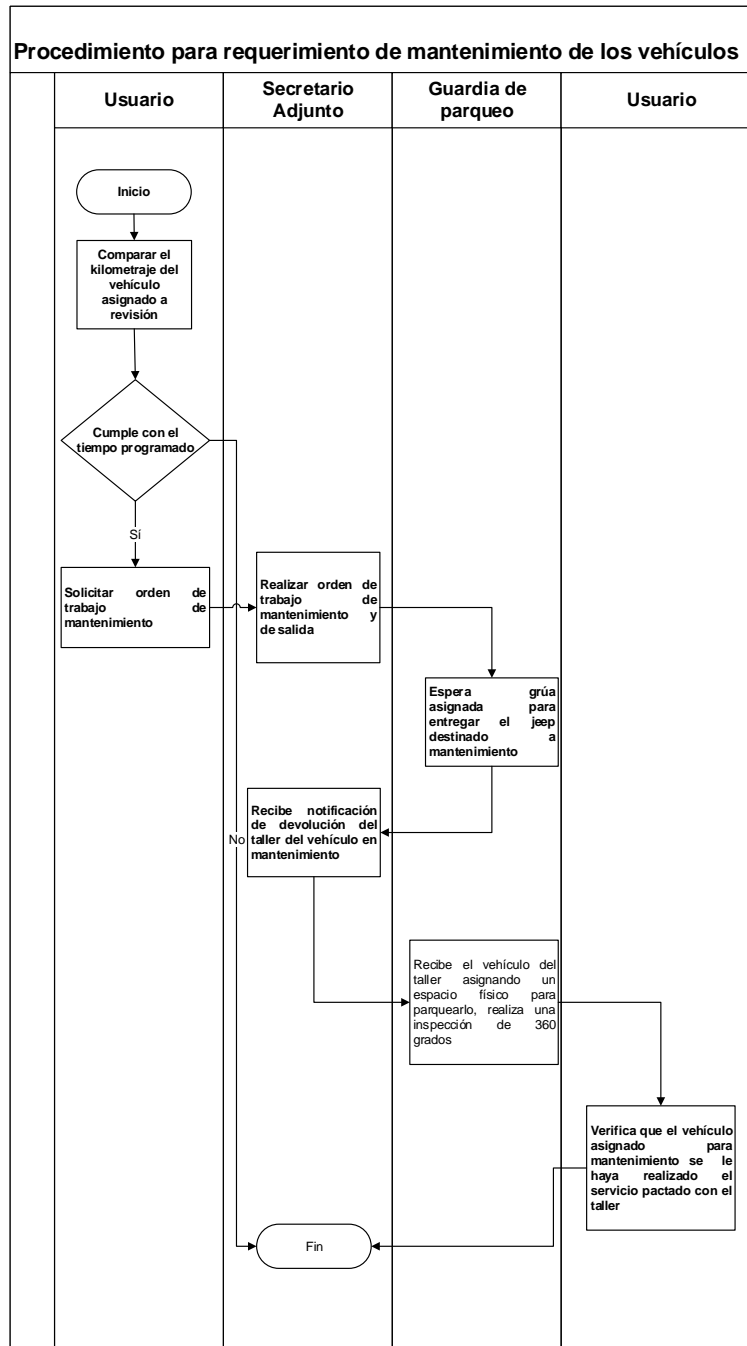 Procedimiento para requerimiento de mantenimiento de los vehículos
Usuario
Secretario
Adjunto
Guardia de
parqueo
Usuario
Inicio
Comparar el
kilometraje del
vehículo
asignado a
revisión
Cumple con el
tiempo programado
Sí
Solicitar orden de
trabajo de
mantenimiento
Realizar orden de
trabajo de
mantenimiento y
de salida
Espera grúa
asignada para
entregar el jeep
destinado a
mantenimiento
Recibe notificación
de devolución del
taller del vehículo en
mantenimiento
No
Recibe el vehículo del
taller asignando un
espacio físico para
parquearlo, realiza una
inspección de 360
grados
Verifica que el vehículo
asignado para
mantenimiento se le
haya realizado el
servicio pactado con el
taller
Fin